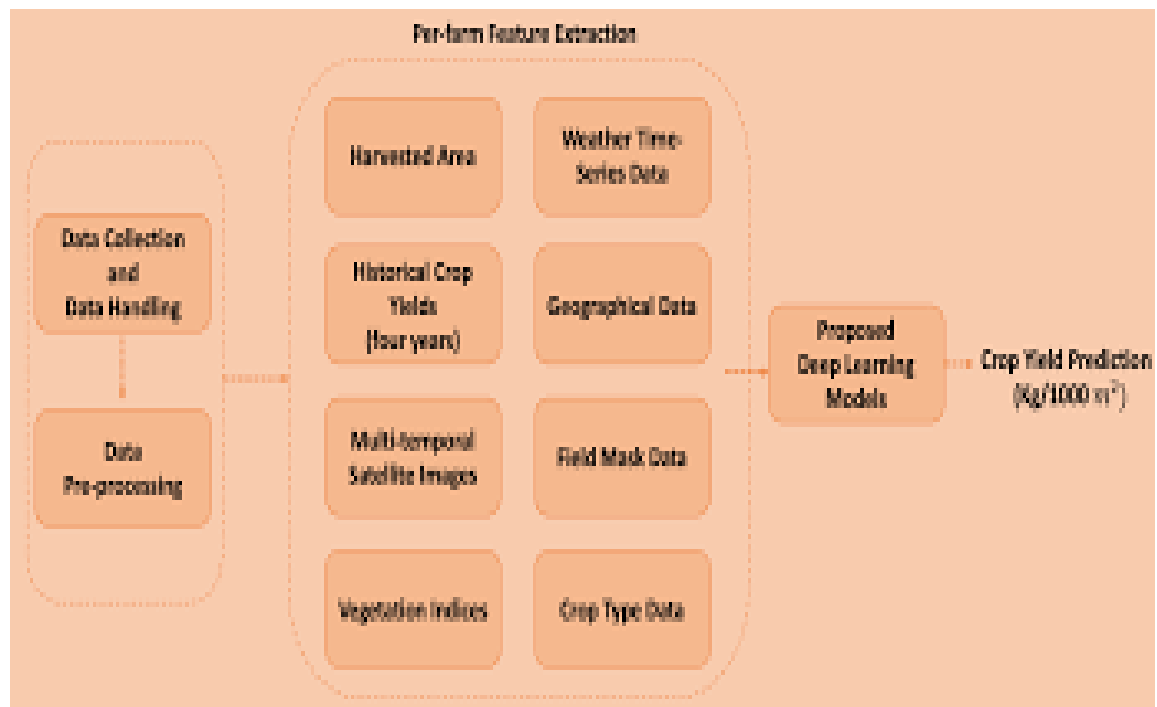 Per-farm Feature Extraction
Harvested Area
Weather Time-
Series Data
Data Collection
and
Data Handling
Historical Crop
Yields
(four years)
Geographical Data
Proposed
Deep Learning
Models
Crop Yield Prediction
(Kg/1000 m²)
Data
Pre-processing
Multi-temporal
Satellite Images
Field Mask Data
Vegetation Indices
Crop Type Data